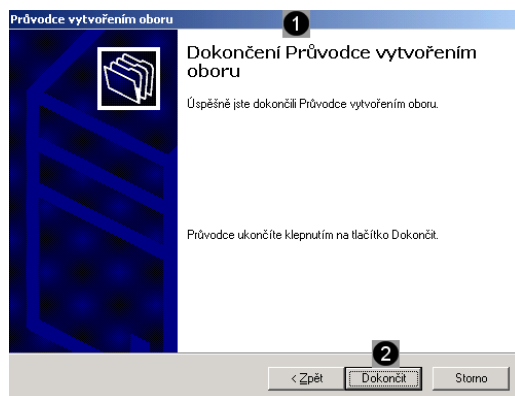 Průvodce vytvořením oboru
1
Dokončení Průvodce vytvořením
oboru
Úspěšně jste dokončili Průvodce vytvořením oboru.
Průvodce ukončíte klepnutím na tlačítko Dokončit.
2
< Zpět Dokončit Storno